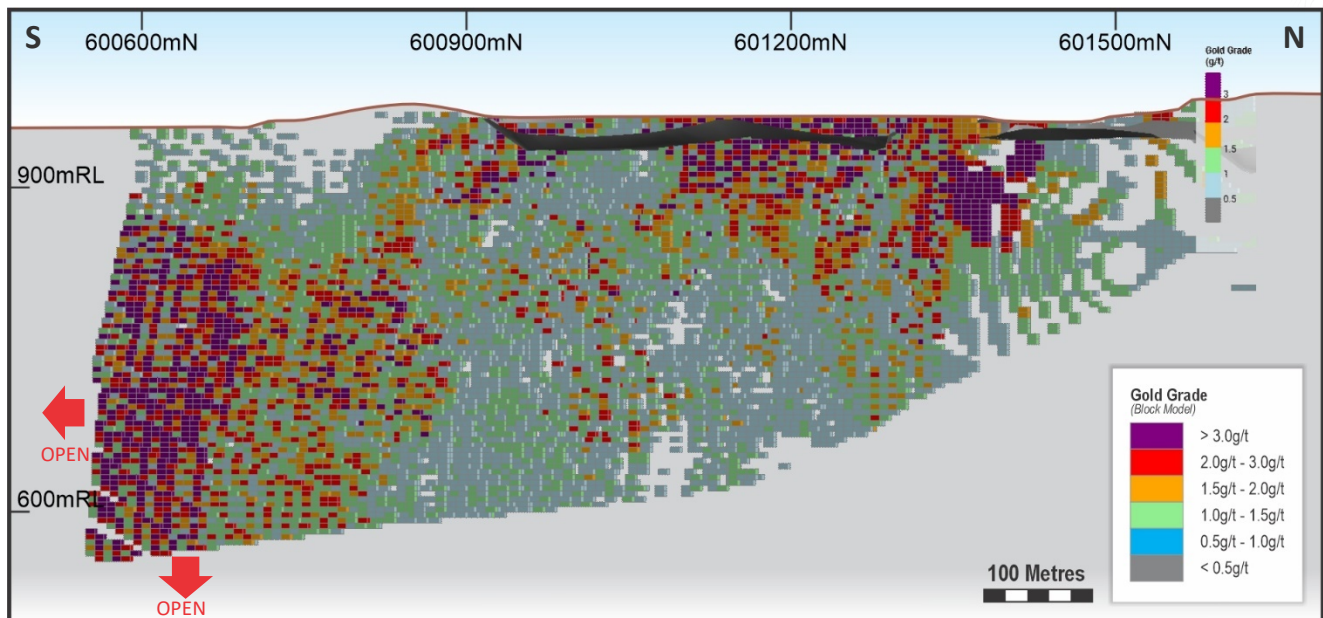 S
600600mN
600900mN
601200mN
601500mN
N
Gold Grade
(g/t)
3
2
1.5
1
0.5
900mRL
OPEN
600mRL
OPEN
100 Metres
Gold Grade
(Block Model)
> 3.0g/t
2.0g/t - 3.0g/t
1.5g/t - 2.0g/t
1.0g/t - 1.5g/t
0.5g/t - 1.0g/t
< 0.5g/t